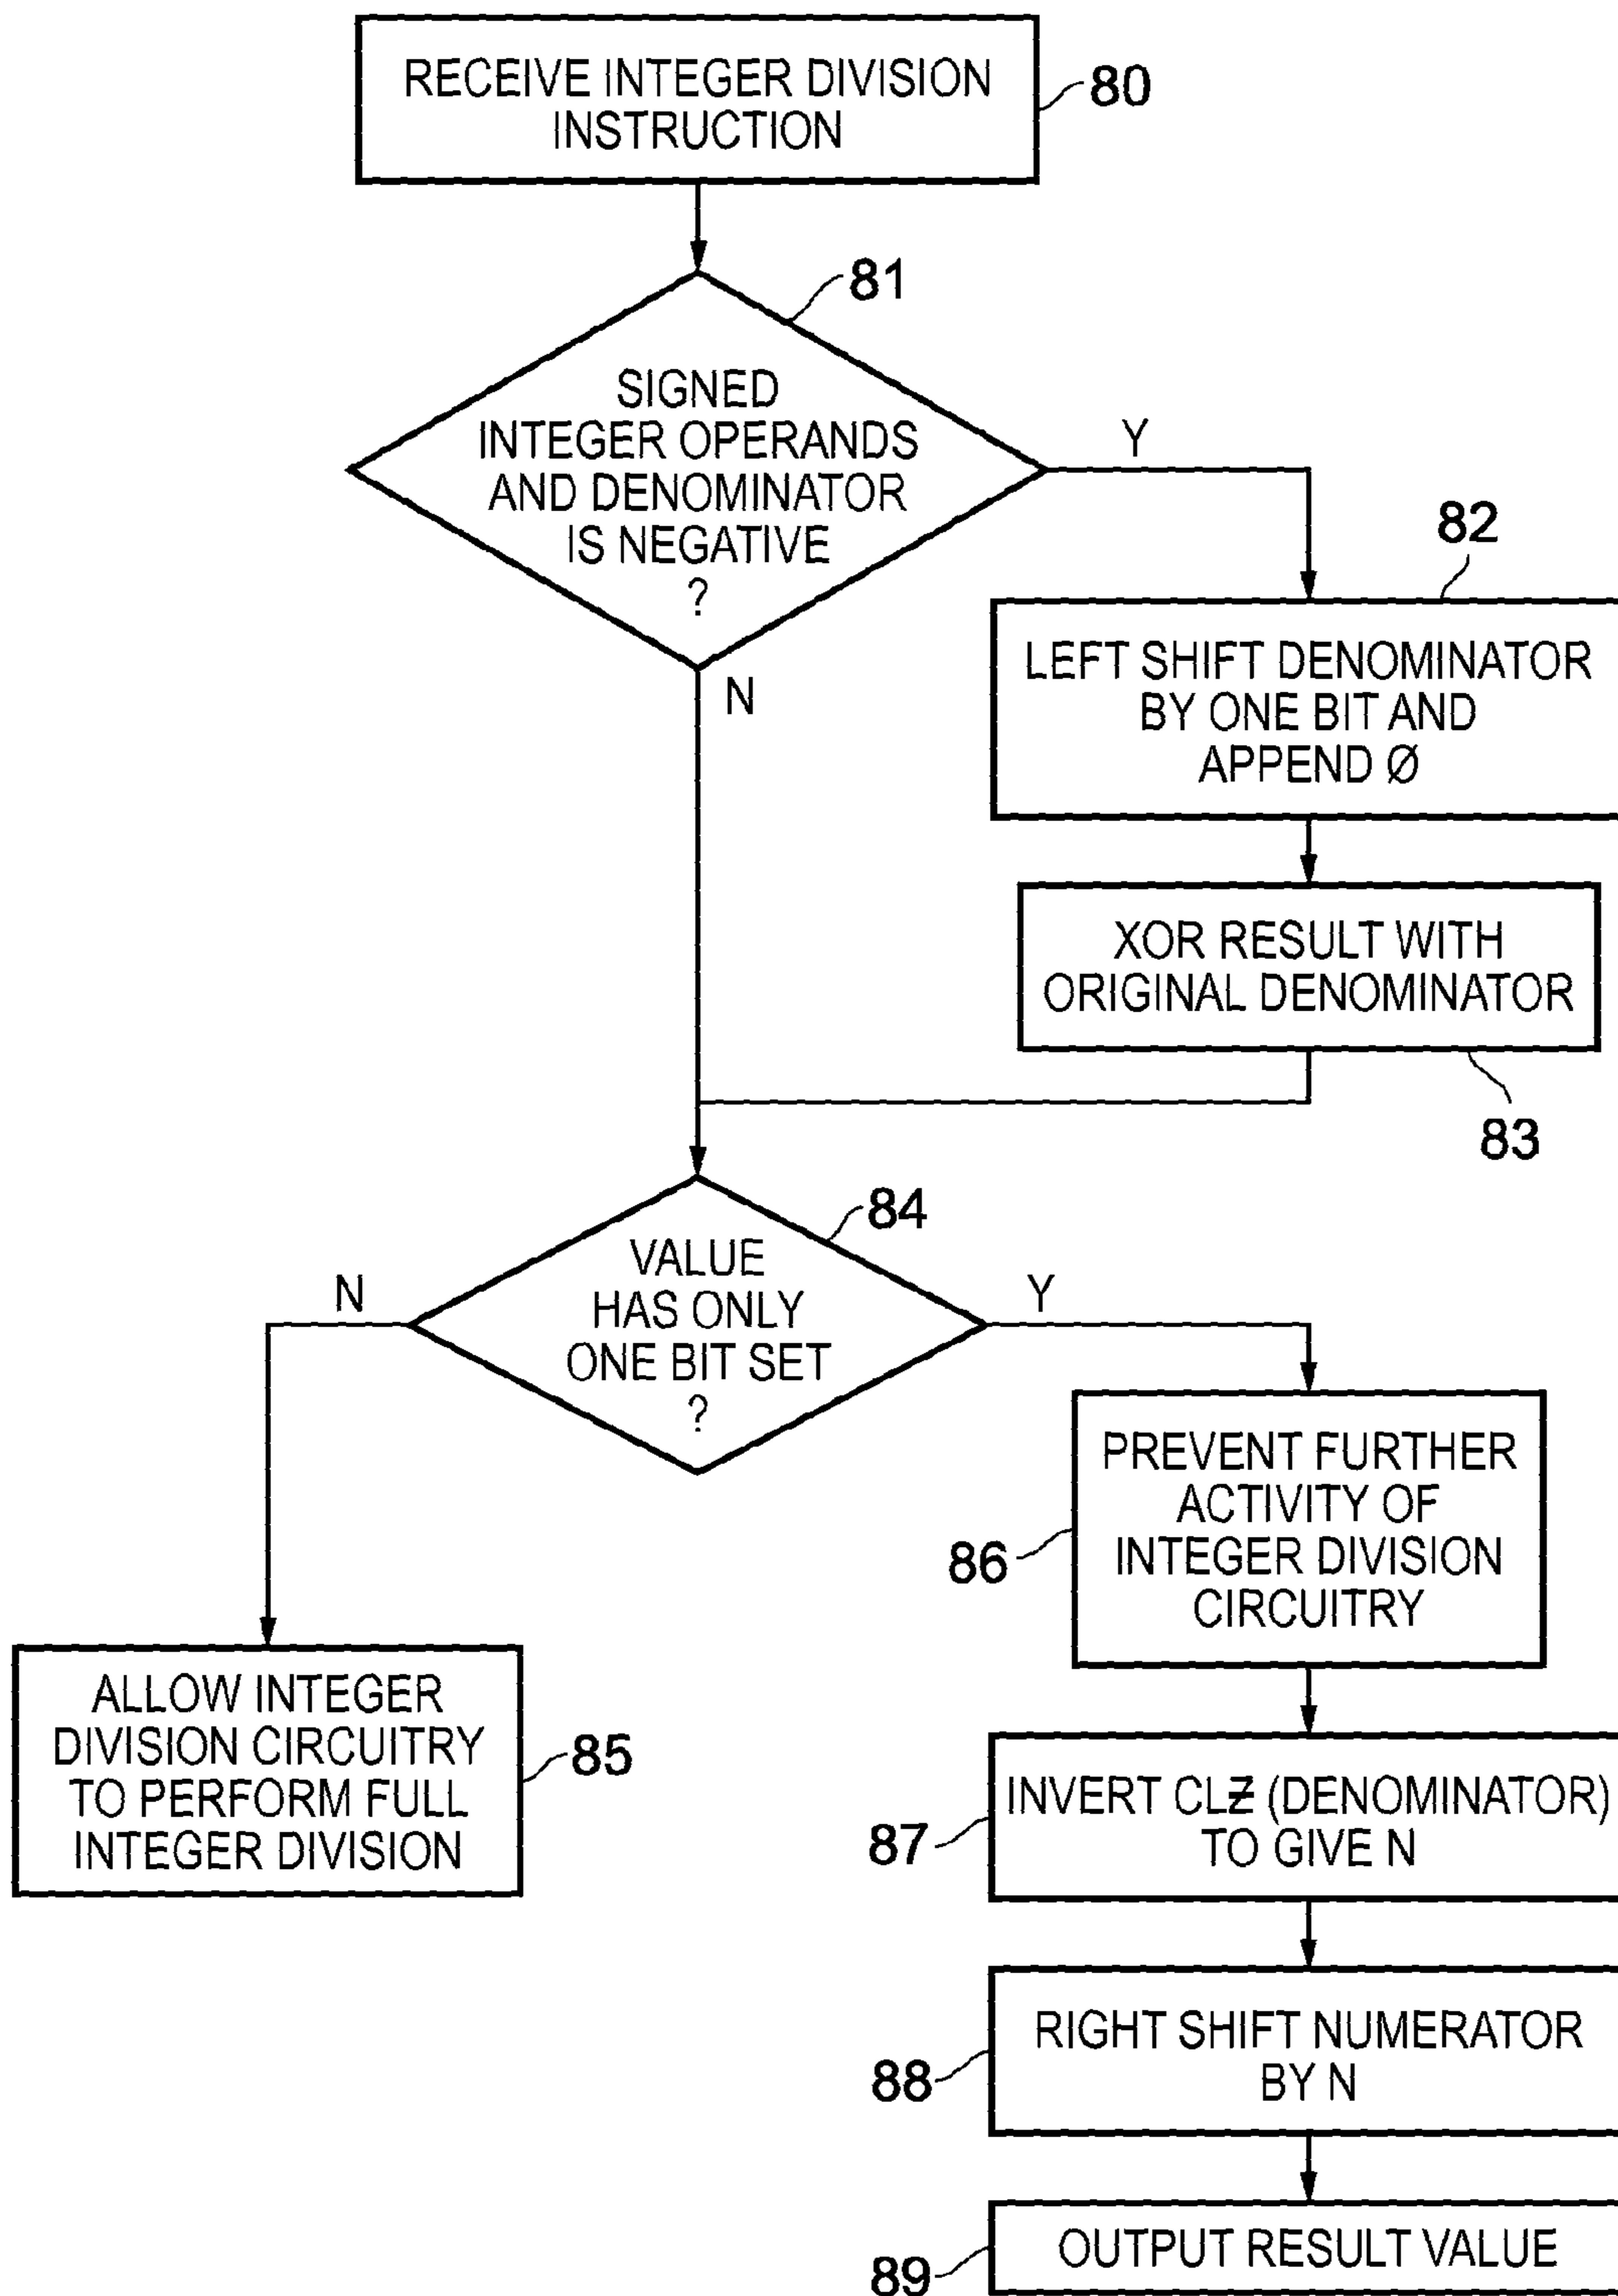 RECEIVE INTEGER DIVISION
INSTRUCTION
80
81
SIGNED
INTEGER OPERANDS
AND DENOMINATOR
IS NEGATIVE
?
Y
N
82
LEFT SHIFT DENOMINATOR
BY ONE BIT AND
APPEND Ø
XOR RESULT WITH
ORIGINAL DENOMINATOR
83
84
VALUE
HAS ONLY
ONE BIT SET
?
N
Y
ALLOW INTEGER
DIVISION CIRCUITRY
TO PERFORM FULL
INTEGER DIVISION
85
PREVENT FURTHER
ACTIVITY OF
INTEGER DIVISION
CIRCUITRY
86
INVERT CLƵ (DENOMINATOR)
TO GIVE N
87
RIGHT SHIFT NUMERATOR
BY N
88
OUTPUT RESULT VALUE
89